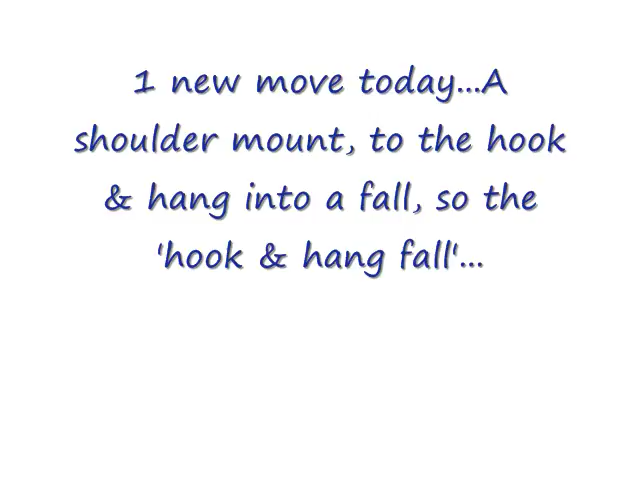 1 new move today...A
shoulder mount, to the hook
& hang into a fall, so the
'hook & hang fall'...